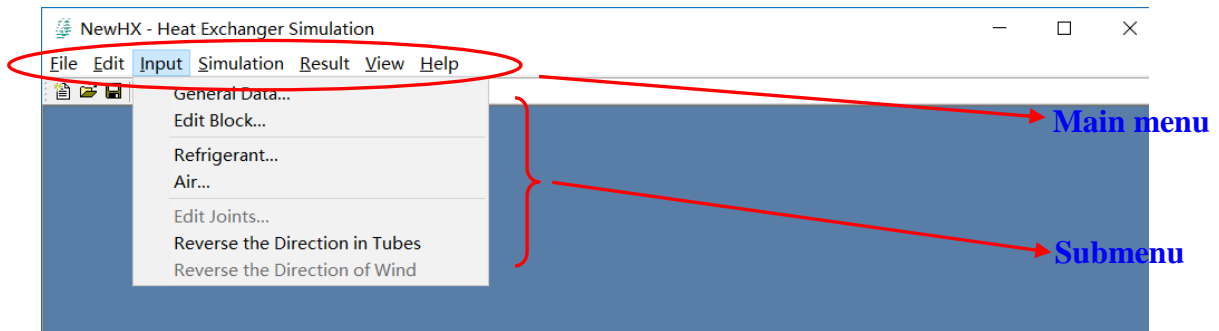 NewHX - Heat Exchanger Simulation
File Edit Input Simulation Result View Help
General Data...
Edit Block...
Refrigerant...
Air...
Edit Joints...
Reverse the Direction in Tubes
Reverse the Direction of Wind
Main menu
Submenu